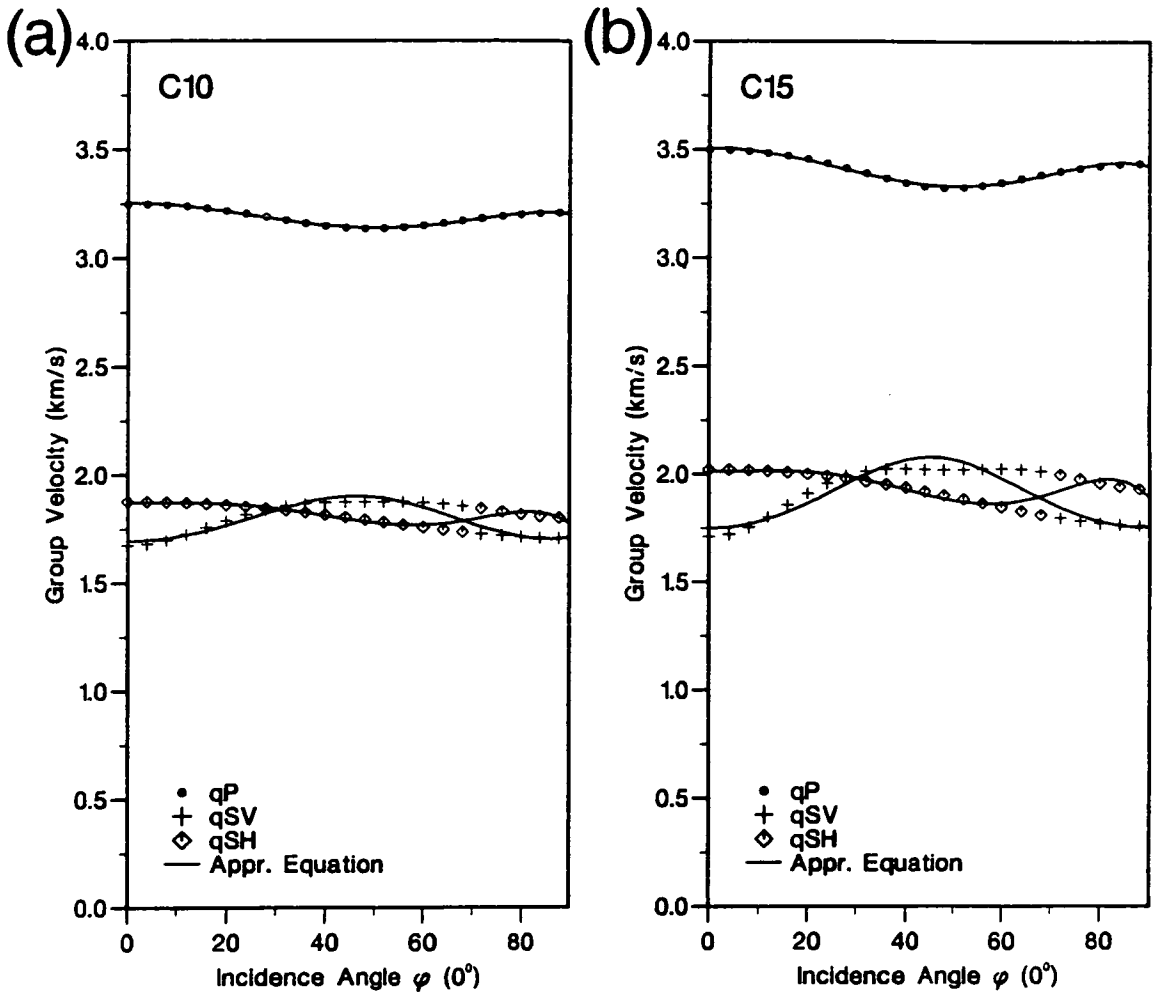 (a)
C10
4.0
3.5
3.0
2.5
2.0
1.5
1.0
0.5
0.0
Group Velocity (km/s)
qP
qSV
qSH
Appr. Equation
0 20 40 60 80
Incidence Angle φ (0°)
(b)
C15
4.0
3.5
3.0
2.5
2.0
1.5
1.0
0.5
0.0
Group Velocity (km/s)
qP
qSV
qSH
Appr. Equation
0 20 40 60 80
Incidence Angle φ (0°)